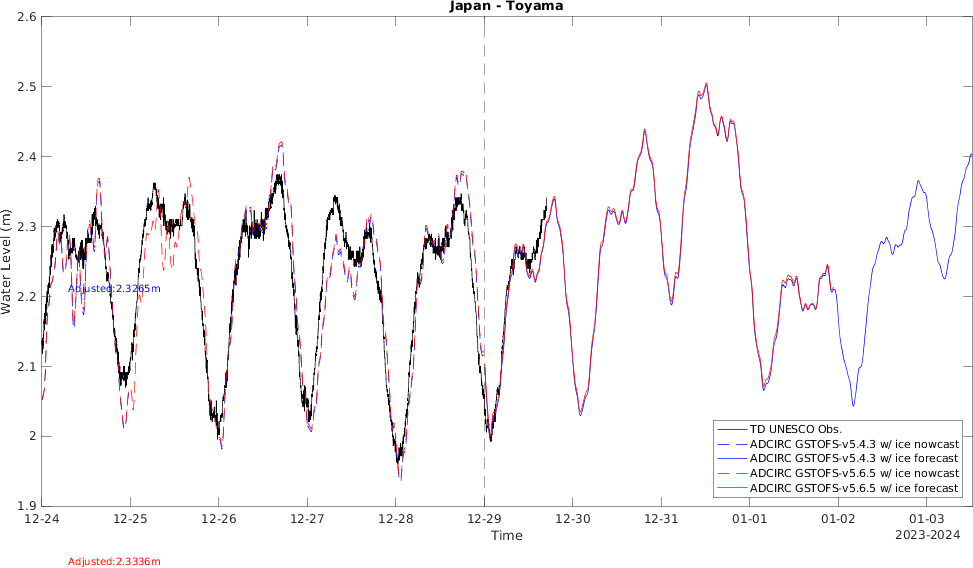 Japan - Toyama
2.6
2.5
2.4
2.3
2.2
2.1
2
1.9
Water Level (m)
Adjusted:2.3265m
TD UNESCO Obs.
ADCIRC GSTOFS-v5.4.3 w/ ice nowcast
ADCIRC GSTOFS-v5.4.3 w/ ice forecast
ADCIRC GSTOFS-v5.6.5 w/ ice nowcast
ADCIRC GSTOFS-v5.6.5 w/ ice forecast
12-24 12-25 12-26 12-27 12-28 12-29 12-30 12-31 01-01 01-02 01-03
Time
2023-2024
Adjusted:2.3336m